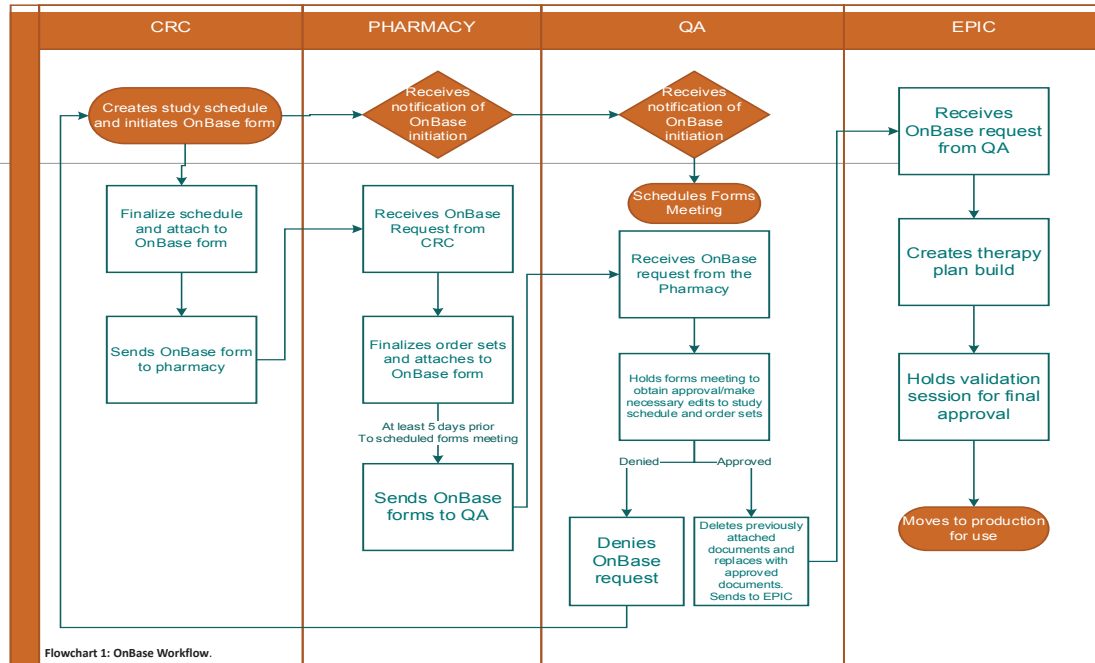 CRC
PHARMACY
QA
EPIC
Creates study schedule
and initiates OnBase form
Receives
notification of
OnBase
initiation
Receives
notification of
OnBase
initiation
Receives
OnBase request
from QA
Schedules Forms
Meeting
Finalize schedule
and attach to
OnBase form
Receives OnBase
Request from
CRC
Receives OnBase
request from the
Pharmacy
Creates therapy
plan build
Sends OnBase form
to pharmacy
Finalizes order sets
and attaches to
OnBase form
Holds forms meeting to
obtain approval/make
necessary edits to study
schedule and order sets
Holds validation
session for final
approval
At least 5 days prior
To scheduled forms meeting
Denied
Approved
Sends OnBase
forms to QA
Denies
OnBase
request
Deletes previously
attached
documents and
replaces with
approved
documents.
Sends to EPIC
Moves to production
for use
Flowchart 1: OnBase Workflow.